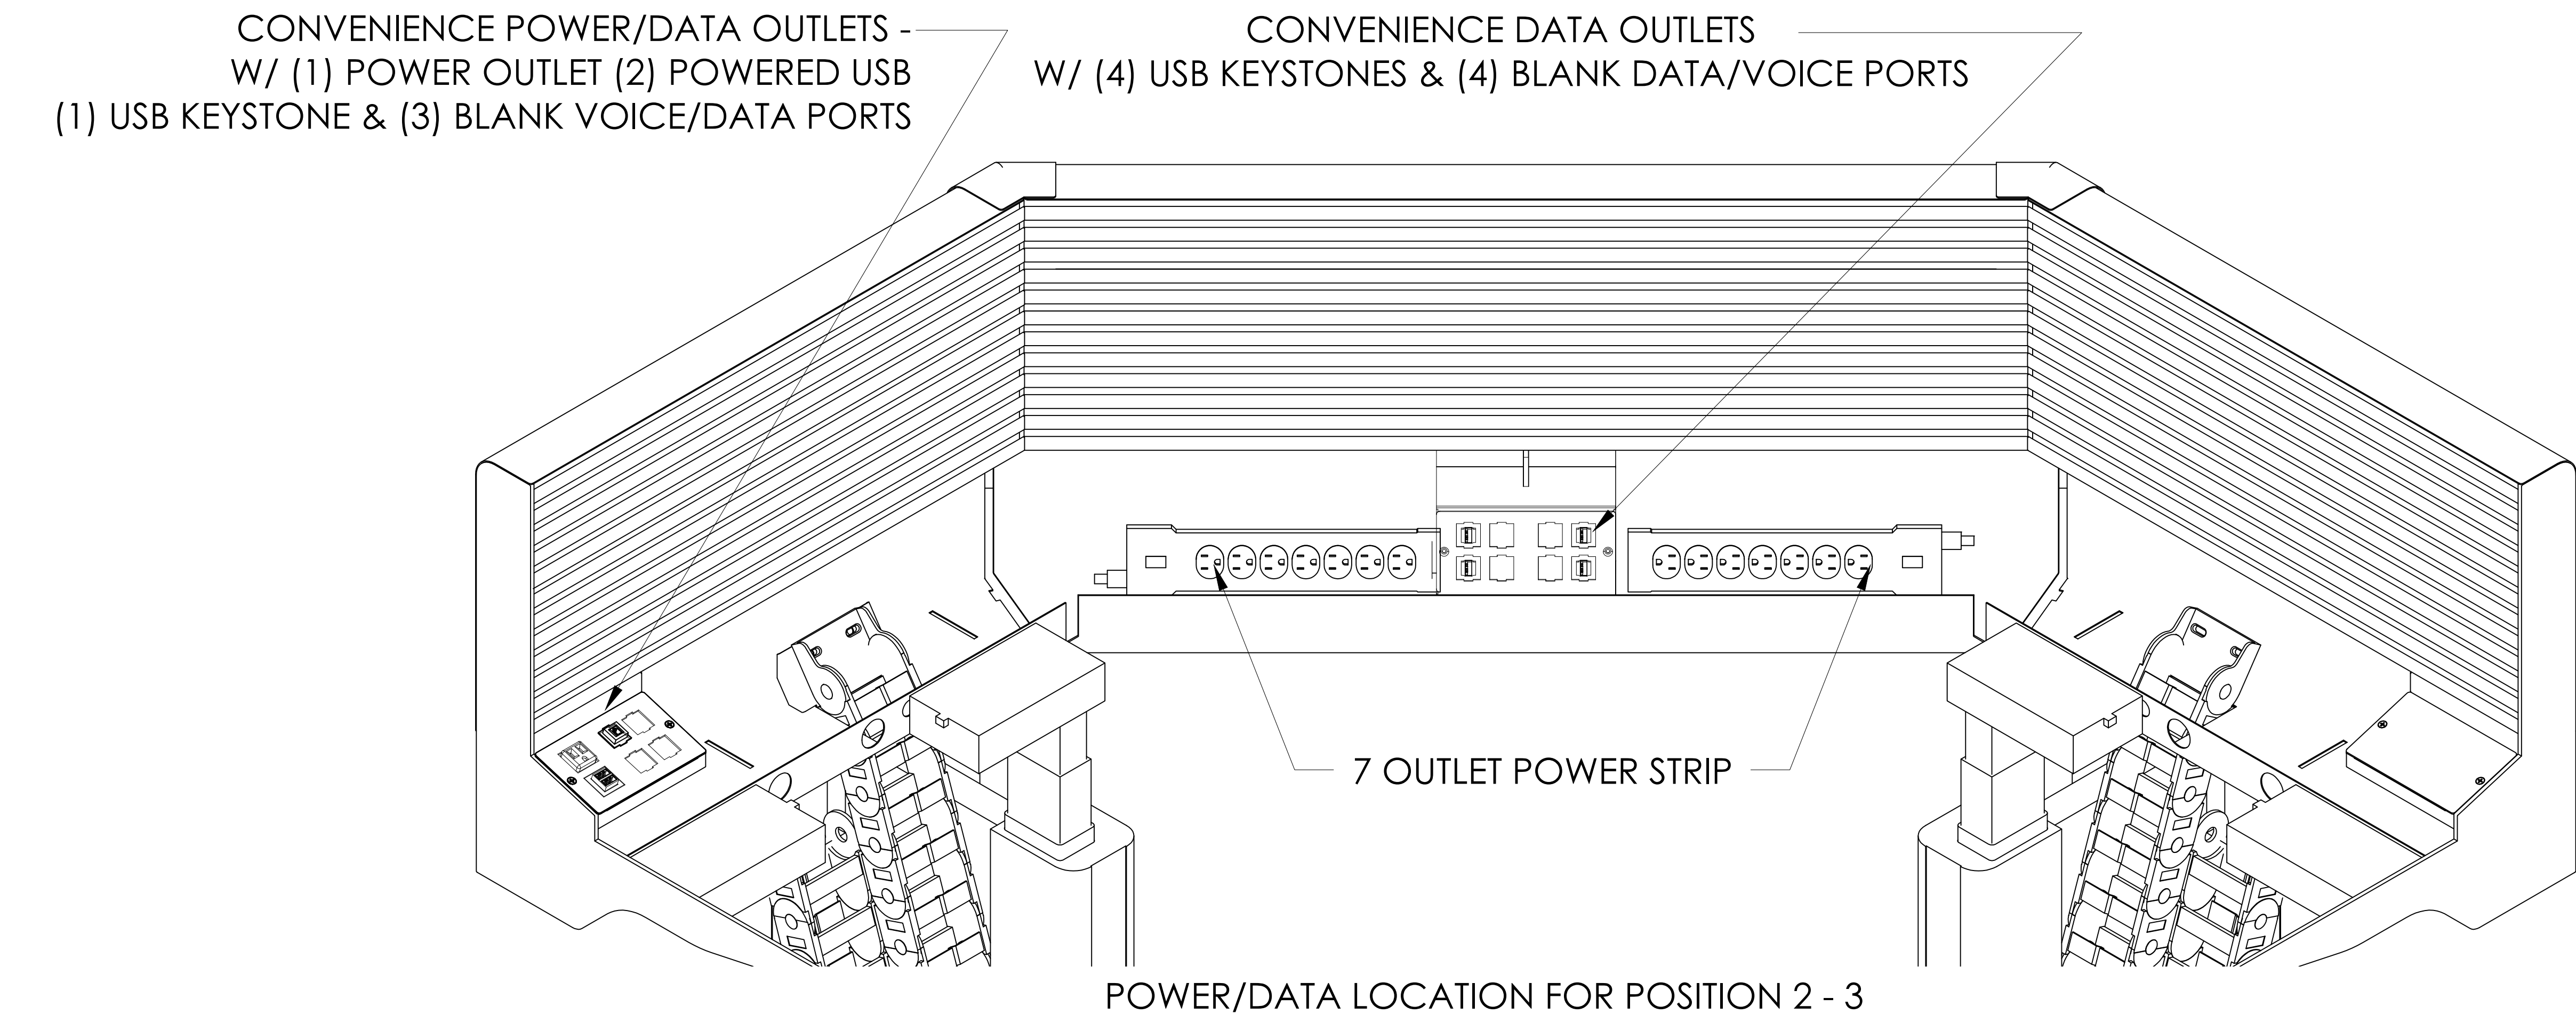 CONVENIENCE POWER/DATA OUTLETS -
W/ (1) POWER OUTLET (2) POWERED USB
(1) USB KEYSTONE & (3) BLANK VOICE/DATA PORTS
CONVENIENCE DATA OUTLETS
W/ (4) USB KEYSTONES & (4) BLANK DATA/VOICE PORTS
7 OUTLET POWER STRIP
POWER/DATA LOCATION FOR POSITION 2 - 3